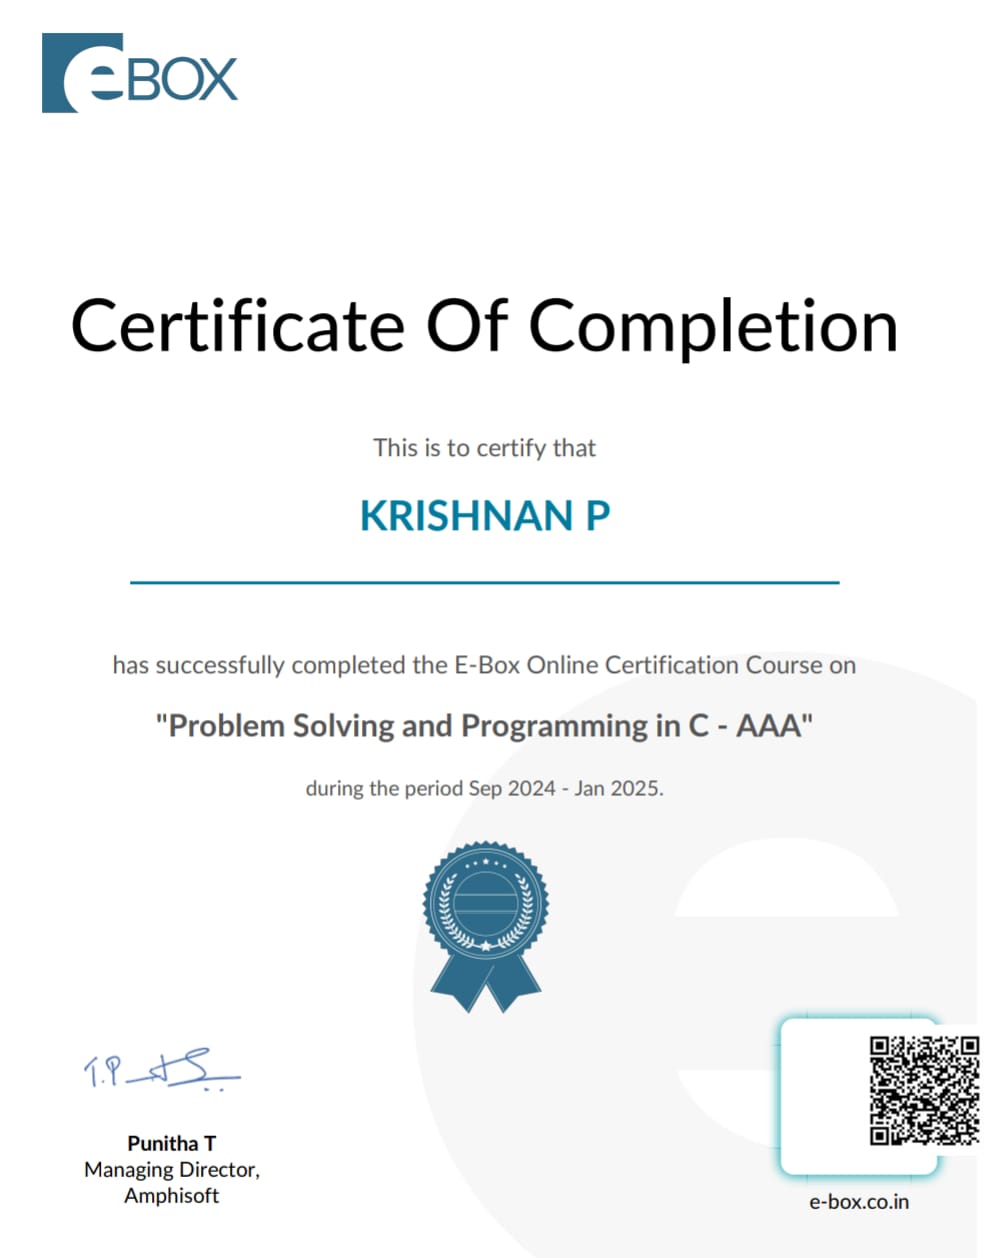 eBOX
Certificate Of Completion
This is to certify that
KRISHNAN P
has successfully completed the E-Box Online Certification Course on
"Problem Solving and Programming in C - AAA"
during the period Sep 2024 - Jan 2025.
T.P
Punitha T
Managing Director,
Amphisoft
e-box.co.in